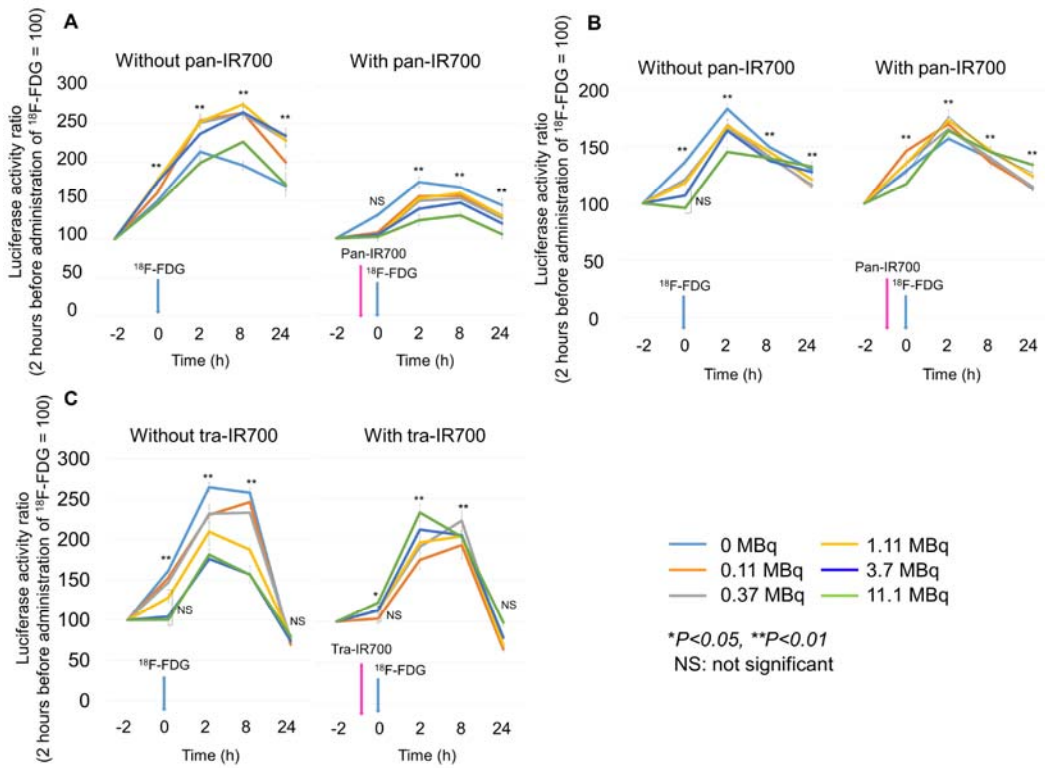 A
Without pan-IR700
With pan-IR700
Luciferase activity ratio
(2 hours before administration of ¹⁸F-FDG = 100)
300
250
200
150
100
50
0
**
**
**
**
¹⁸F-FDG
-2
0
2
8
24
Time (h)
NS
**
**
**
Pan-IR700
¹⁸F-FDG
-2
0
2
8
24
Time (h)
B
Without pan-IR700
With pan-IR700
Luciferase activity ratio
(2 hours before administration of ¹⁸F-FDG = 100)
200
150
100
50
0
**
**
**
**
NS
¹⁸F-FDG
-2
0
2
8
24
Time (h)
**
**
**
**
Pan-IR700
¹⁸F-FDG
-2
0
2
8
24
Time (h)
C
Without tra-IR700
With tra-IR700
Luciferase activity ratio
(2 hours before administration of ¹⁸F-FDG = 100)
300
250
200
150
100
50
0
**
**
**
NS
NS
¹⁸F-FDG
-2
0
2
8
24
Time (h)
*
**
**
NS
NS
Tra-IR700
¹⁸F-FDG
-2
0
2
8
24
Time (h)
0 MBq
0.11 MBq
0.37 MBq
1.11 MBq
3.7 MBq
11.1 MBq
*P<0.05, **P<0.01
NS: not significant